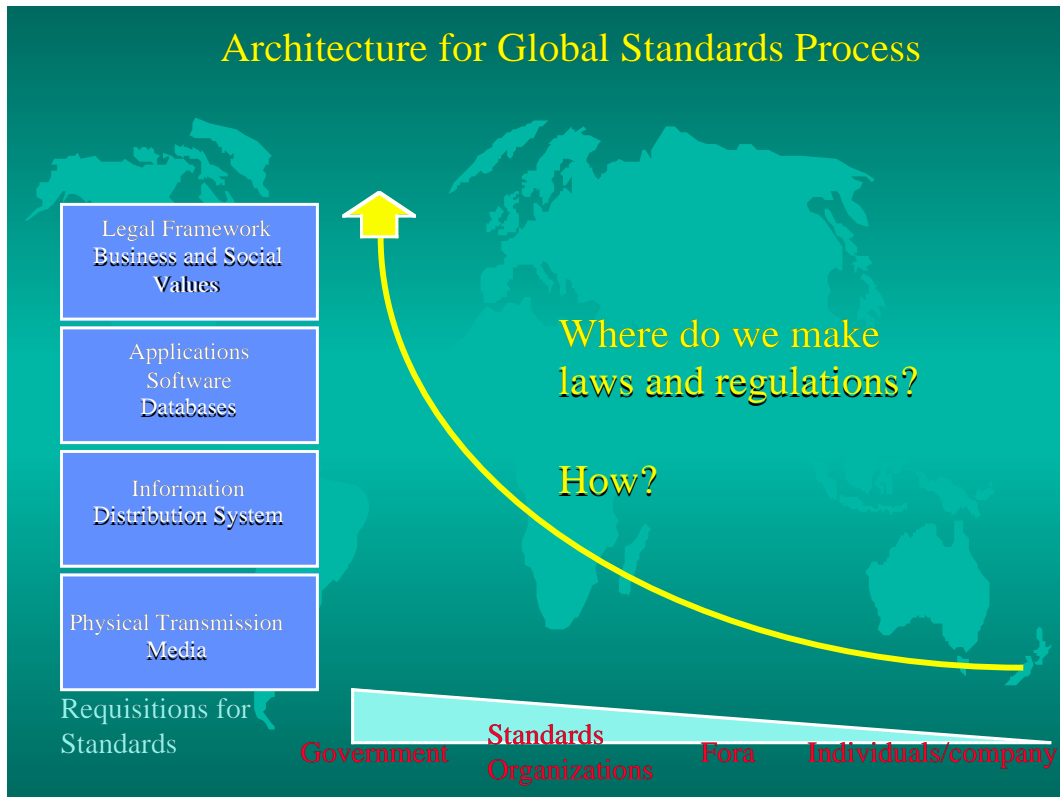 Architecture for Global Standards Process
Legal Framework
Business and Social
Values
Applications
Software
Databases
Information
Distribution System
Physical Transmission
Media
Requisitions for
Standards
Where do we make
laws and regulations?
How?
Government
Standards
Organizations
Fora
Individuals/company